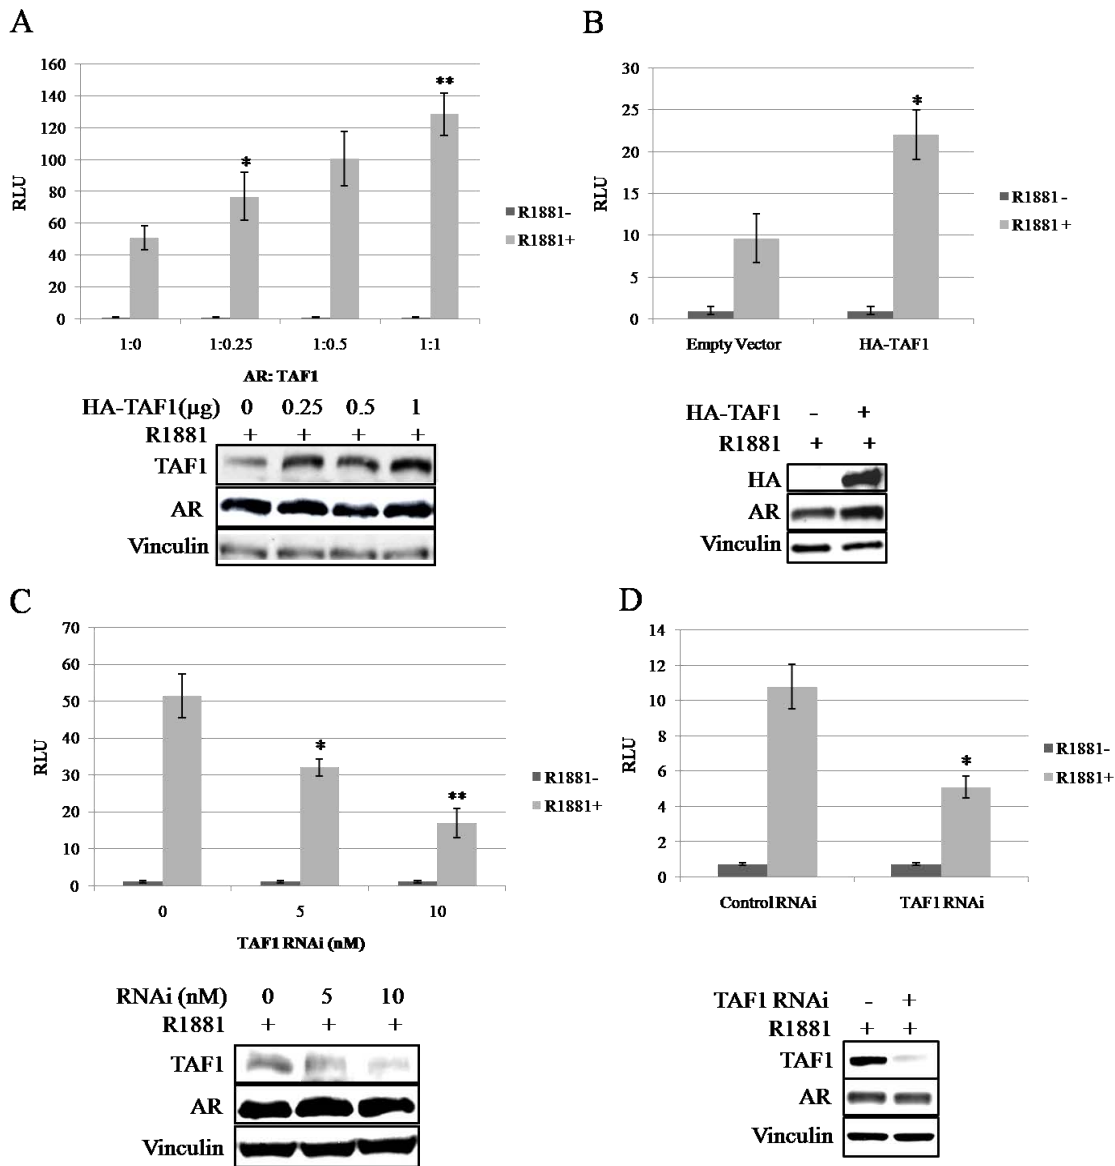 A
160
140
120
100
80
60
40
20
0
RLU
*
**
R1881-
R1881+
1:0 1:0.25 1:0.5 1:1
AR: TAF1
HA-TAF1(µg) 0 0.25 0.5 1
R1881 + + + +
TAF1
AR
Vinculin
B
30
25
20
15
10
5
0
RLU
*
R1881-
R1881 +
Empty Vector HA-TAF1
HA-TAF1 - +
R1881 + +
HA
AR
Vinculin
C
70
60
50
40
30
20
10
0
RLU
*
**
R1881-
R1881+
0 5 10
TAF1 RNAi (nM)
RNAi (nM) 0 5 10
R1881 + + +
TAF1
AR
Vinculin
D
14
12
10
8
6
4
2
0
RLU
*
R1881-
R1881+
Control RNAi TAF1 RNAi
TAF1 RNAi - +
R1881 + +
TAF1
AR
Vinculin